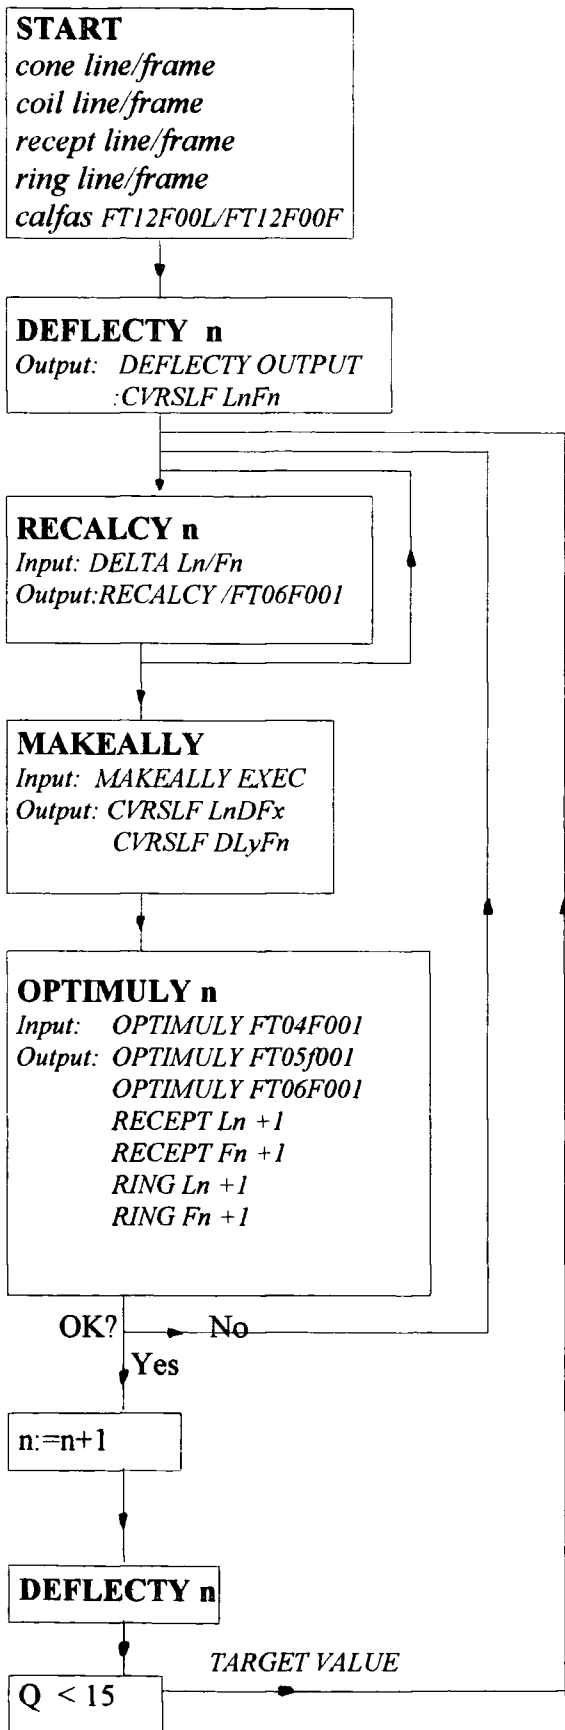 START
cone line/frame
coil line/frame
recept line/frame
ring line/frame
calfas FT12F00L/FT12F00F
DEFLECTY n
Output: DEFLECTY OUTPUT
:CVRSLF LnFn
RECALCY n
Input: DELTA Ln/Fn
Output:RECALCY /FT06F001
MAKEALLY
Input: MAKEALLY EXEC
Output: CVRSLF LnDFx
CVRSLF DLyFn
OPTIMULY n
Input: OPTIMULY FT04F001
Output: OPTIMULY FT05f001
OPTIMULY FT06F001
RECEPT Ln +1
RECEPT Fn +1
RING Ln +1
RING Fn +1
OK? No
Yes
n:=n+1
DEFLECTY n
TARGET VALUE
Q < 15